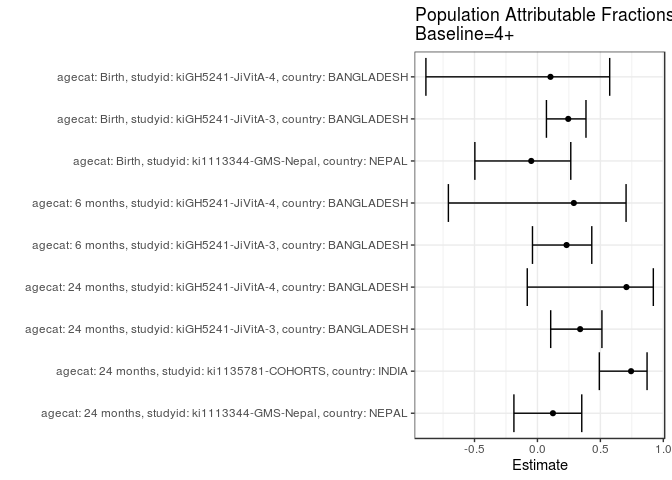 Population Attributable Fractions
Baseline=4+
agecat: Birth, studyid: kiGH5241-JiVitA-4, country: BANGLADESH
agecat: Birth, studyid: kiGH5241-JiVitA-3, country: BANGLADESH
agecat: Birth, studyid: ki1113344-GMS-Nepal, country: NEPAL
agecat: 6 months, studyid: kiGH5241-JiVitA-4, country: BANGLADESH
agecat: 6 months, studyid: kiGH5241-JiVitA-3, country: BANGLADESH
agecat: 24 months, studyid: kiGH5241-JiVitA-4, country: BANGLADESH
agecat: 24 months, studyid: kiGH5241-JiVitA-3, country: BANGLADESH
agecat: 24 months, studyid: ki1135781-COHORTS, country: INDIA
agecat: 24 months, studyid: ki1113344-GMS-Nepal, country: NEPAL
-0.5 0.0 0.5 1.0
Estimate